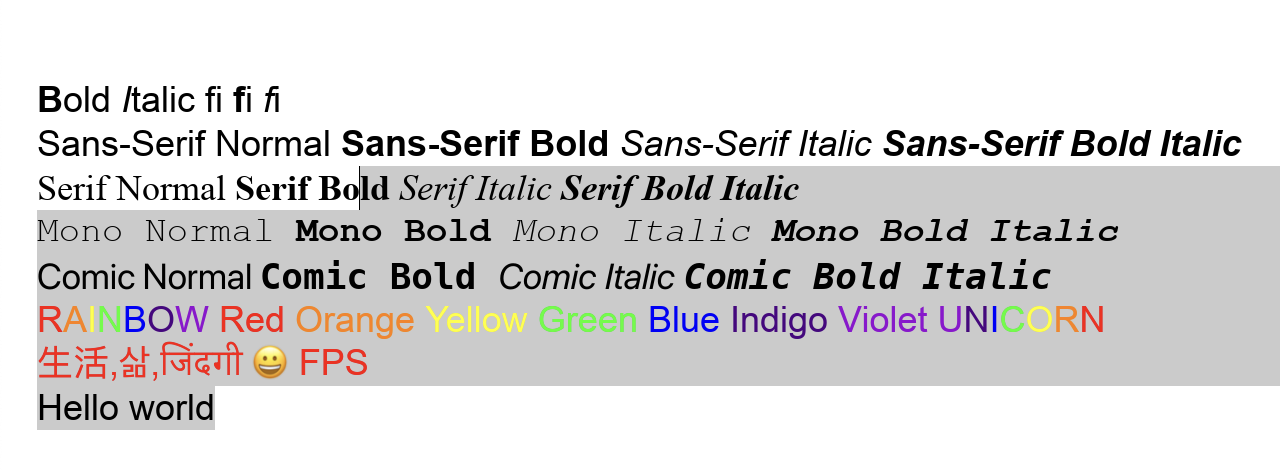 Bold Italic fi fi fi
Sans-Serif Normal Sans-Serif Bold Sans-Serif Italic Sans-Serif Bold Italic
Serif Normal Serif Bold Serif Italic Serif Bold Italic
Mono Normal Mono Bold Mono Italic Mono Bold Italic
Comic Normal Comic Bold Comic Italic Comic Bold Italic
RAINBOW Red Orange Yellow Green Blue Indigo Violet UNICORN
生活,삶,जिंदगी 😀 FPS
Hello world